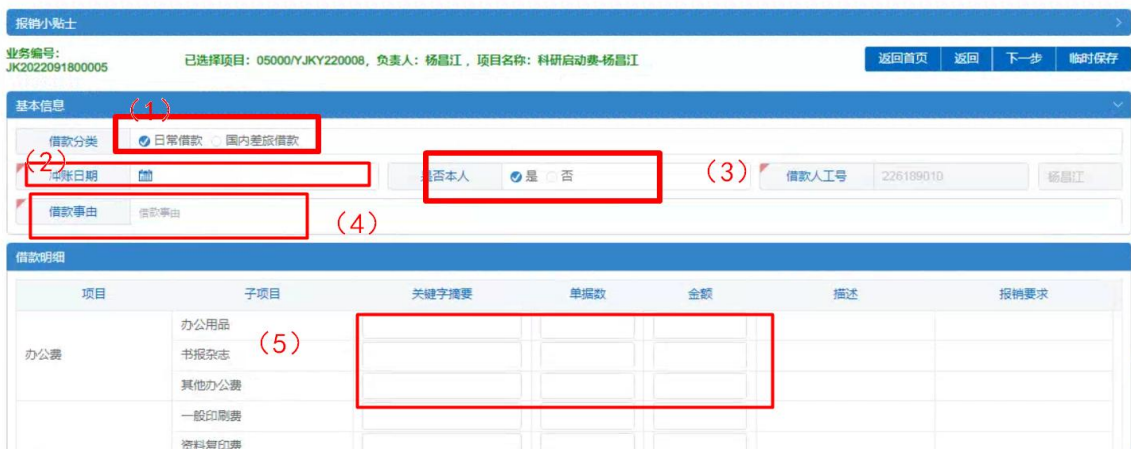 报销小贴士
业务编号：
JK2022091800005
已选择项目：05000/YJKY220008，负责人：杨昌江，项目名称：科研启动费-杨昌江
返回首页 返回 下一步 临时保存
基本信息
（1）
借款分类 日常借款 国内差旅借款
（2）
冲账日期 是否本人 是 否 （3） 借款人工号 226189010 杨昌江
借款事由 借款事由 （4）
借款明细
项目 子项目 关键字摘要 单据数 金额 描述 报销要求
办公用品
办公费 书报杂志 （5）
其他办公费
一般印刷费
资料复印费